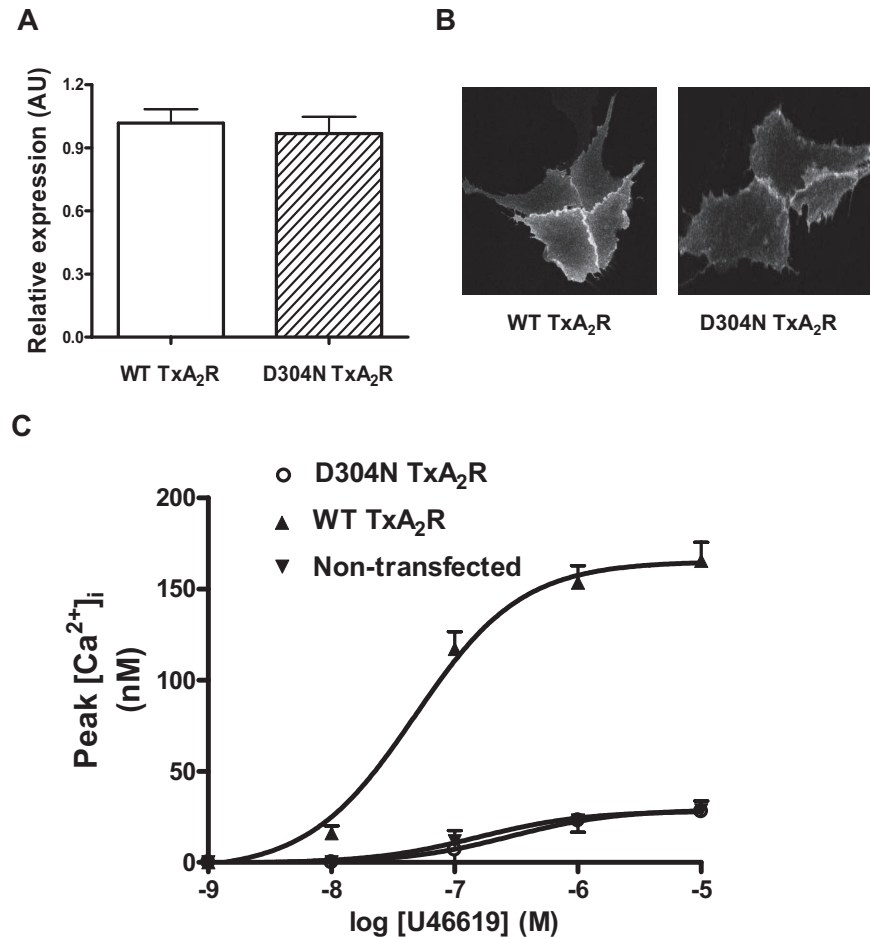 A
Relative expression (AU)
1.2
0.9
0.6
0.3
0.0
WT TxA₂R
D304N TxA₂R
B
WT TxA₂R
D304N TxA₂R
C
D304N TxA₂R
WT TxA₂R
Non-transfected
Peak [Ca²⁺]ᵢ
(nM)
200
150
100
50
0
-9
-8
-7
-6
-5
log [U46619] (M)